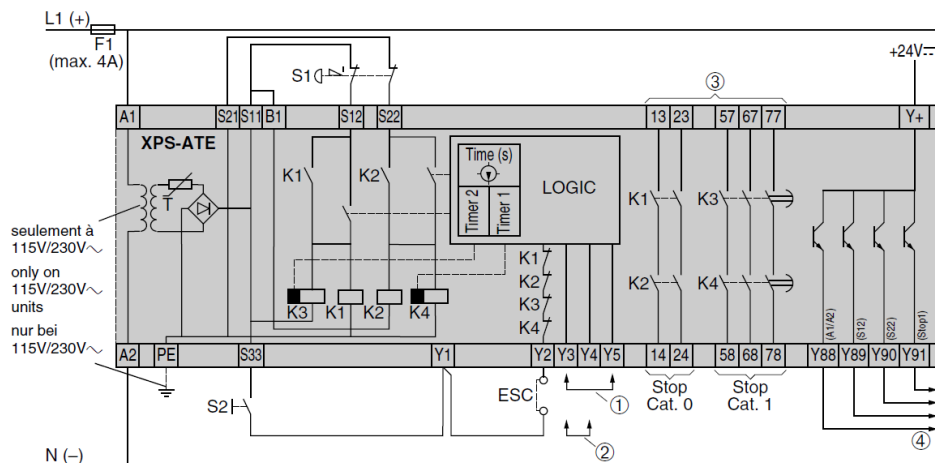 L1 (+)
F1
(max. 4A)
+24V
S1
③
A1 S21 S11 B1 S12 S22 13 23 57 67 77 Y+
XPS-ATE
Time (s)
Timer 2
Timer 1
LOGIC
K1
K2
T
K1
K3
seulement à
115V/230V~
only on
115V/230V~
units
nur bei
115V/230V~
K1
K2
K3
K4
K2
K4
K3
K1
K2
K4
(A1/A2)
(S12)
(S22)
(Stop1)
A2 PE S33 Y1 Y2 Y3 Y4 Y5 14 24 58 68 78 Y88 Y89 Y90 Y91
S2
ESC
①
②
Stop
Cat. 0
Stop
Cat. 1
④
N (–)